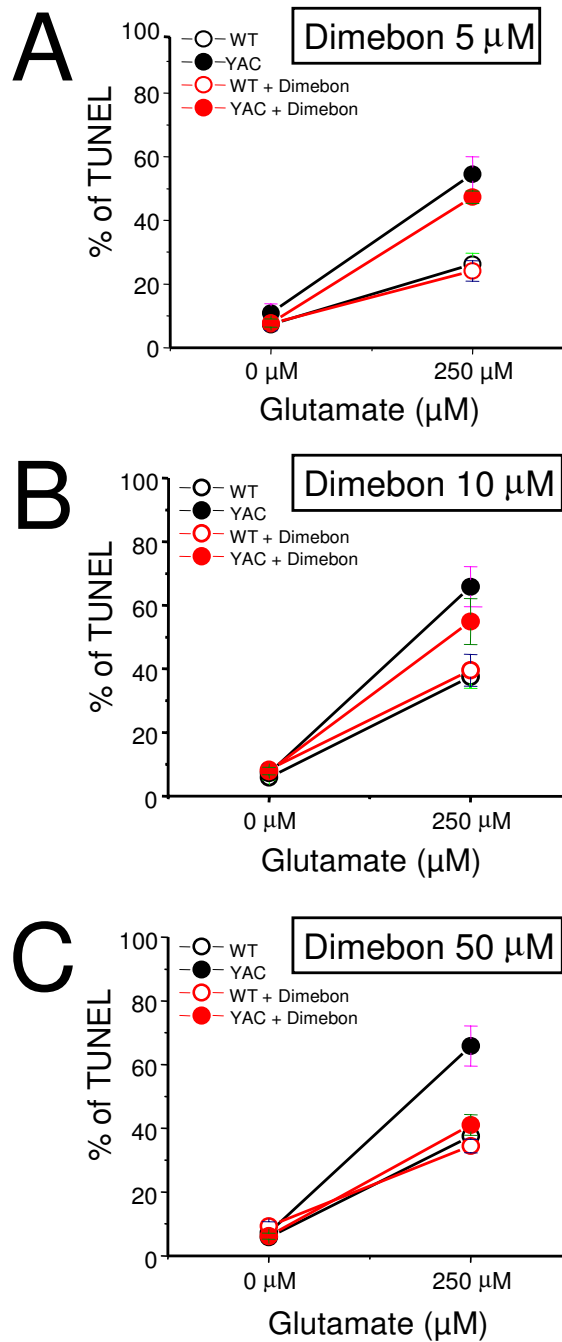 A
Dimebon 5 μM
WT
YAC
WT + Dimebon
YAC + Dimebon
100
80
60
40
20
0
% of TUNEL
0 μM
250 μM
Glutamate (μM)
B
Dimebon 10 μM
WT
YAC
WT + Dimebon
YAC + Dimebon
100
80
60
40
20
0
% of TUNEL
0 μM
250 μM
Glutamate (μM)
C
Dimebon 50 μM
WT
YAC
WT + Dimebon
YAC + Dimebon
100
80
60
40
20
0
% of TUNEL
0 μM
250 μM
Glutamate (μM)